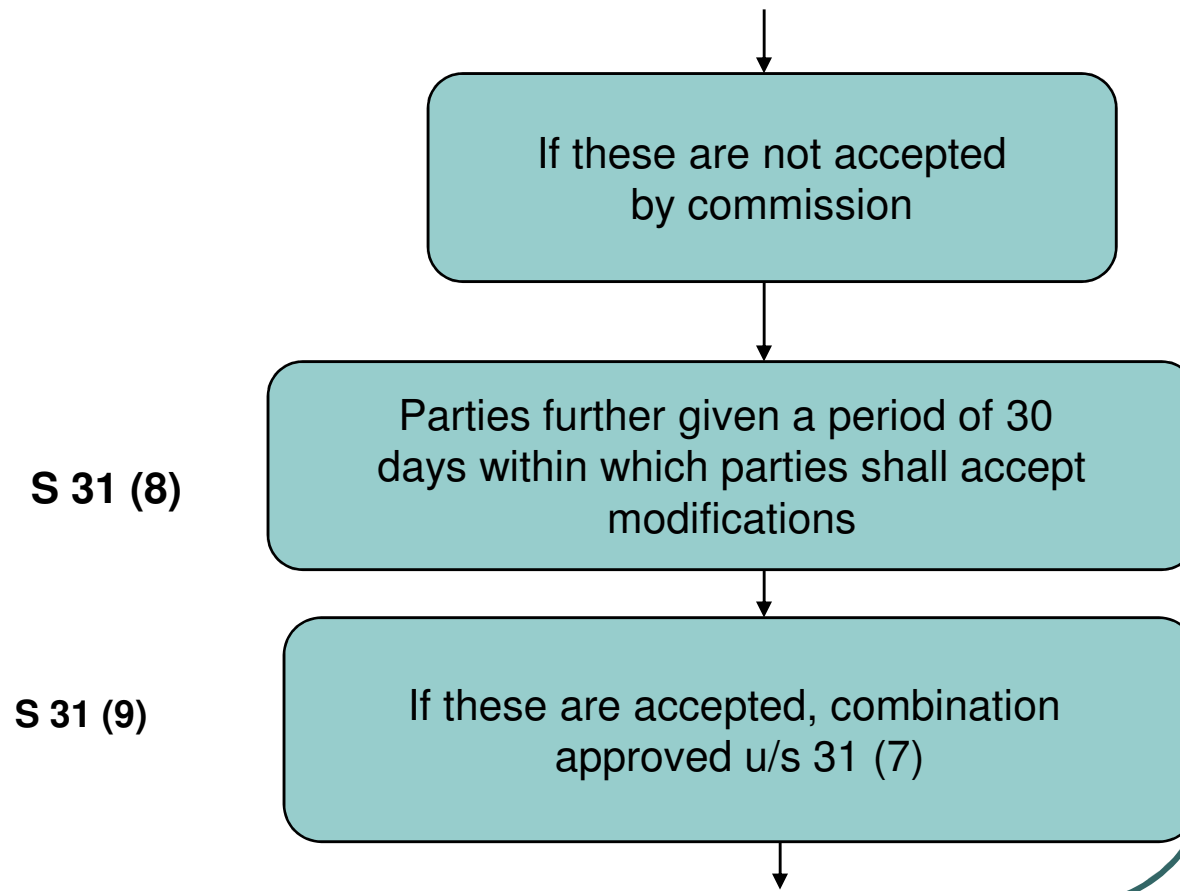 If these are not accepted
by commission
Parties further given a period of 30
days within which parties shall accept
modifications
S 31 (8)
If these are accepted, combination
approved u/s 31 (7)
S 31 (9)